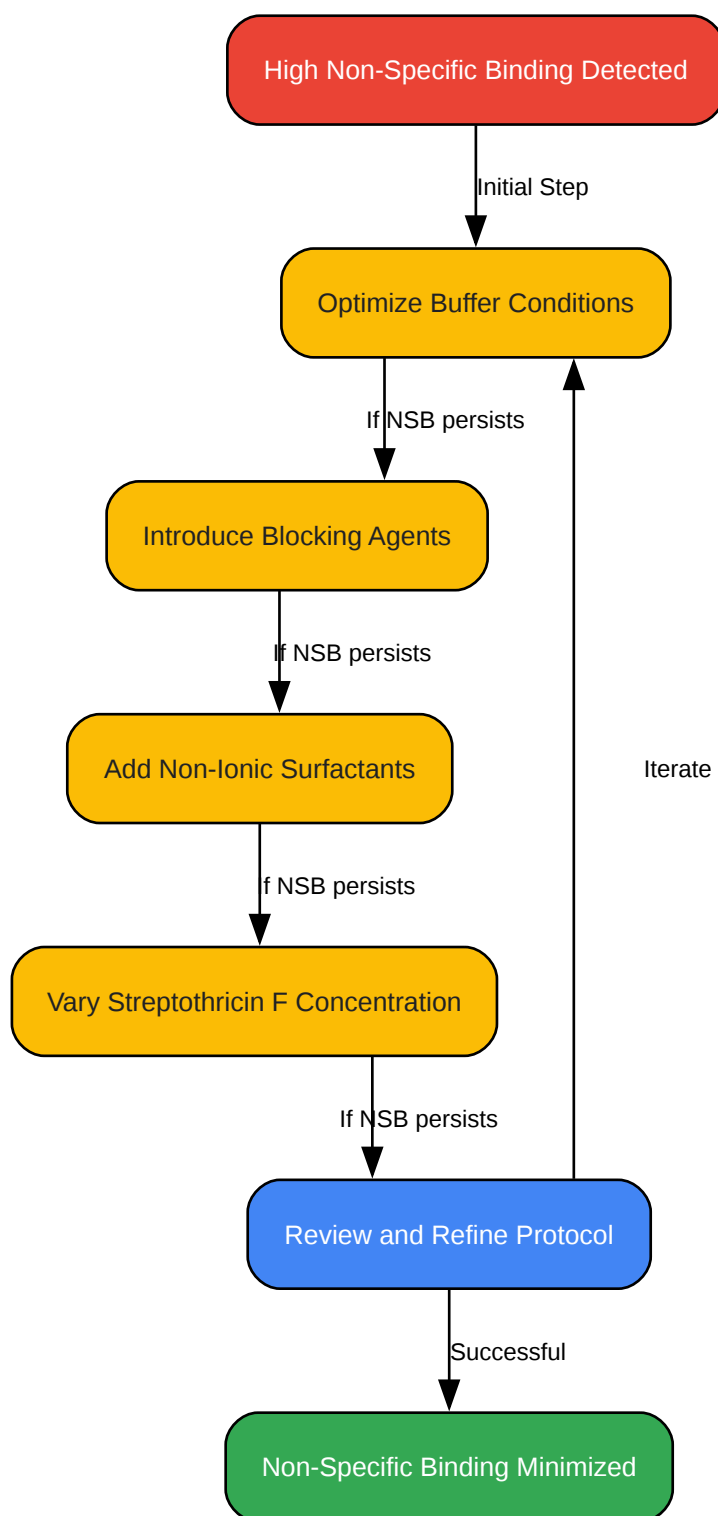 High Non-Specific Binding Detected
Initial Step
Optimize Buffer Conditions
If NSB persists
Introduce Blocking Agents
If NSB persists
Add Non-Ionic Surfactants
Iterate
If NSB persists
Vary Streptothricin F Concentration
If NSB persists
Review and Refine Protocol
Successful
Non-Specific Binding Minimized